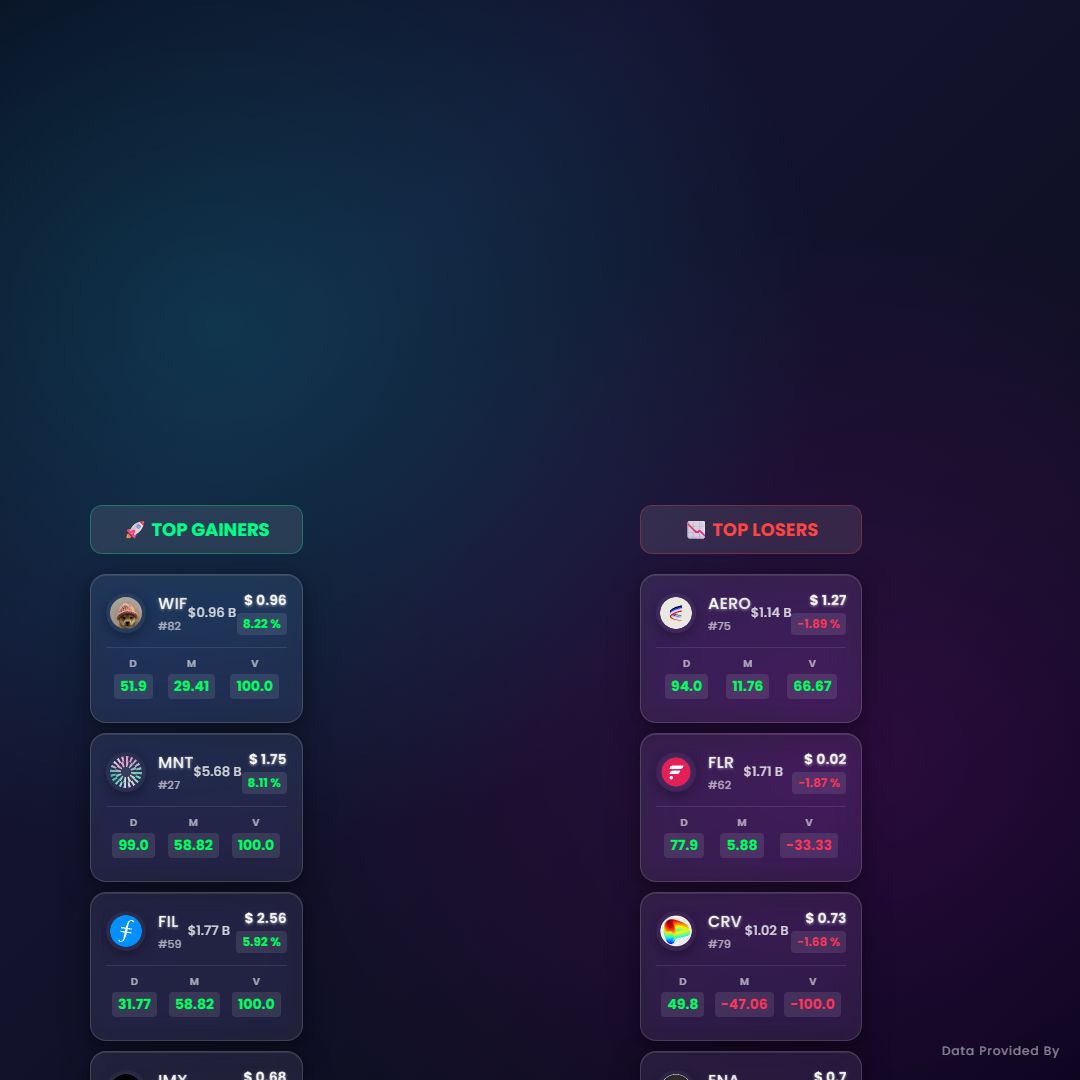 🚀 TOP GAINERS
WIF $0.96 B $ 0.96
#82 8.22 %
D M V
51.9 29.41 100.0
MNT $5.68 B $ 1.75
#27 8.11 %
D M V
99.0 58.82 100.0
FIL $1.77 B $ 2.56
#59 5.92 %
D M V
31.77 58.82 100.0
IMX $ 0.68
📉 TOP LOSERS
AERO $1.14 B $ 1.27
#75 -1.89 %
D M V
94.0 11.76 66.67
FLR $1.71 B $ 0.02
#62 -1.87 %
D M V
77.9 5.88 -33.33
CRV $1.02 B $ 0.73
#79 -1.68 %
D M V
49.8 -47.06 -100.0
ENA $ 0.7
Data Provided By